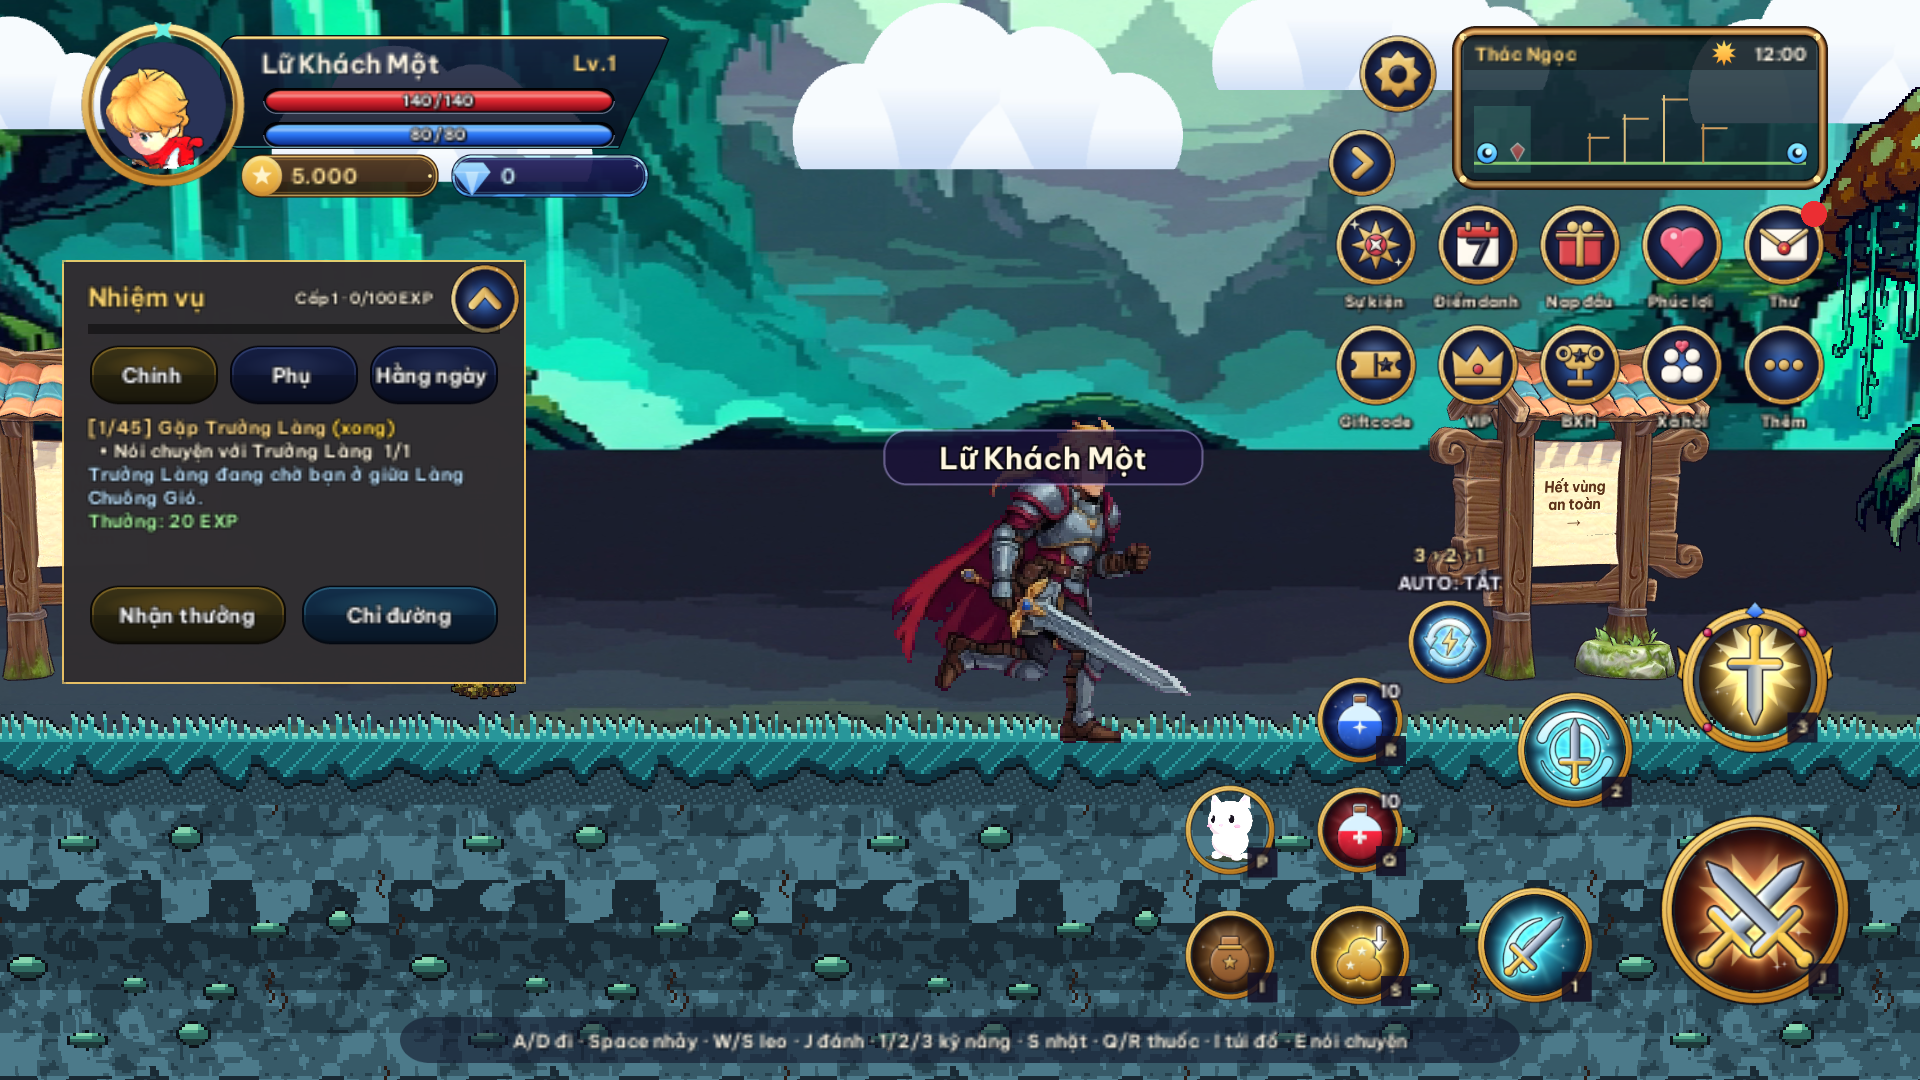 Lữ Khách Một
Lv.1
140/140
80/80
5.000
0
Thác Ngọc
12:00
Sự kiện
Điểm danh
7
Nạp đầu
Phúc lợi
Thư
Giftcode
VIP
BXH
Xã hội
Thêm
Nhiệm vụ
Cấp 1 · 0/100 EXP
Chính
Phụ
Hằng ngày
[1/45] Gặp Trưởng Làng (xong)
• Nói chuyện với Trưởng Làng 1/1
Trưởng Làng đang chờ bạn ở giữa Làng
Chuông Gió.
Thưởng: 20 EXP
Nhận thưởng
Chỉ đường
Lữ Khách Một
Hết vùng
an toàn
→
3 › 2 › 1
AUTO: TẮT
10
R
3
2
10
Q
P
I
S
1
J
A/D đi · Space nhảy · W/S leo · J đánh · 1/2/3 kỹ năng · S nhặt · Q/R thuốc · I túi đồ · E nói chuyện